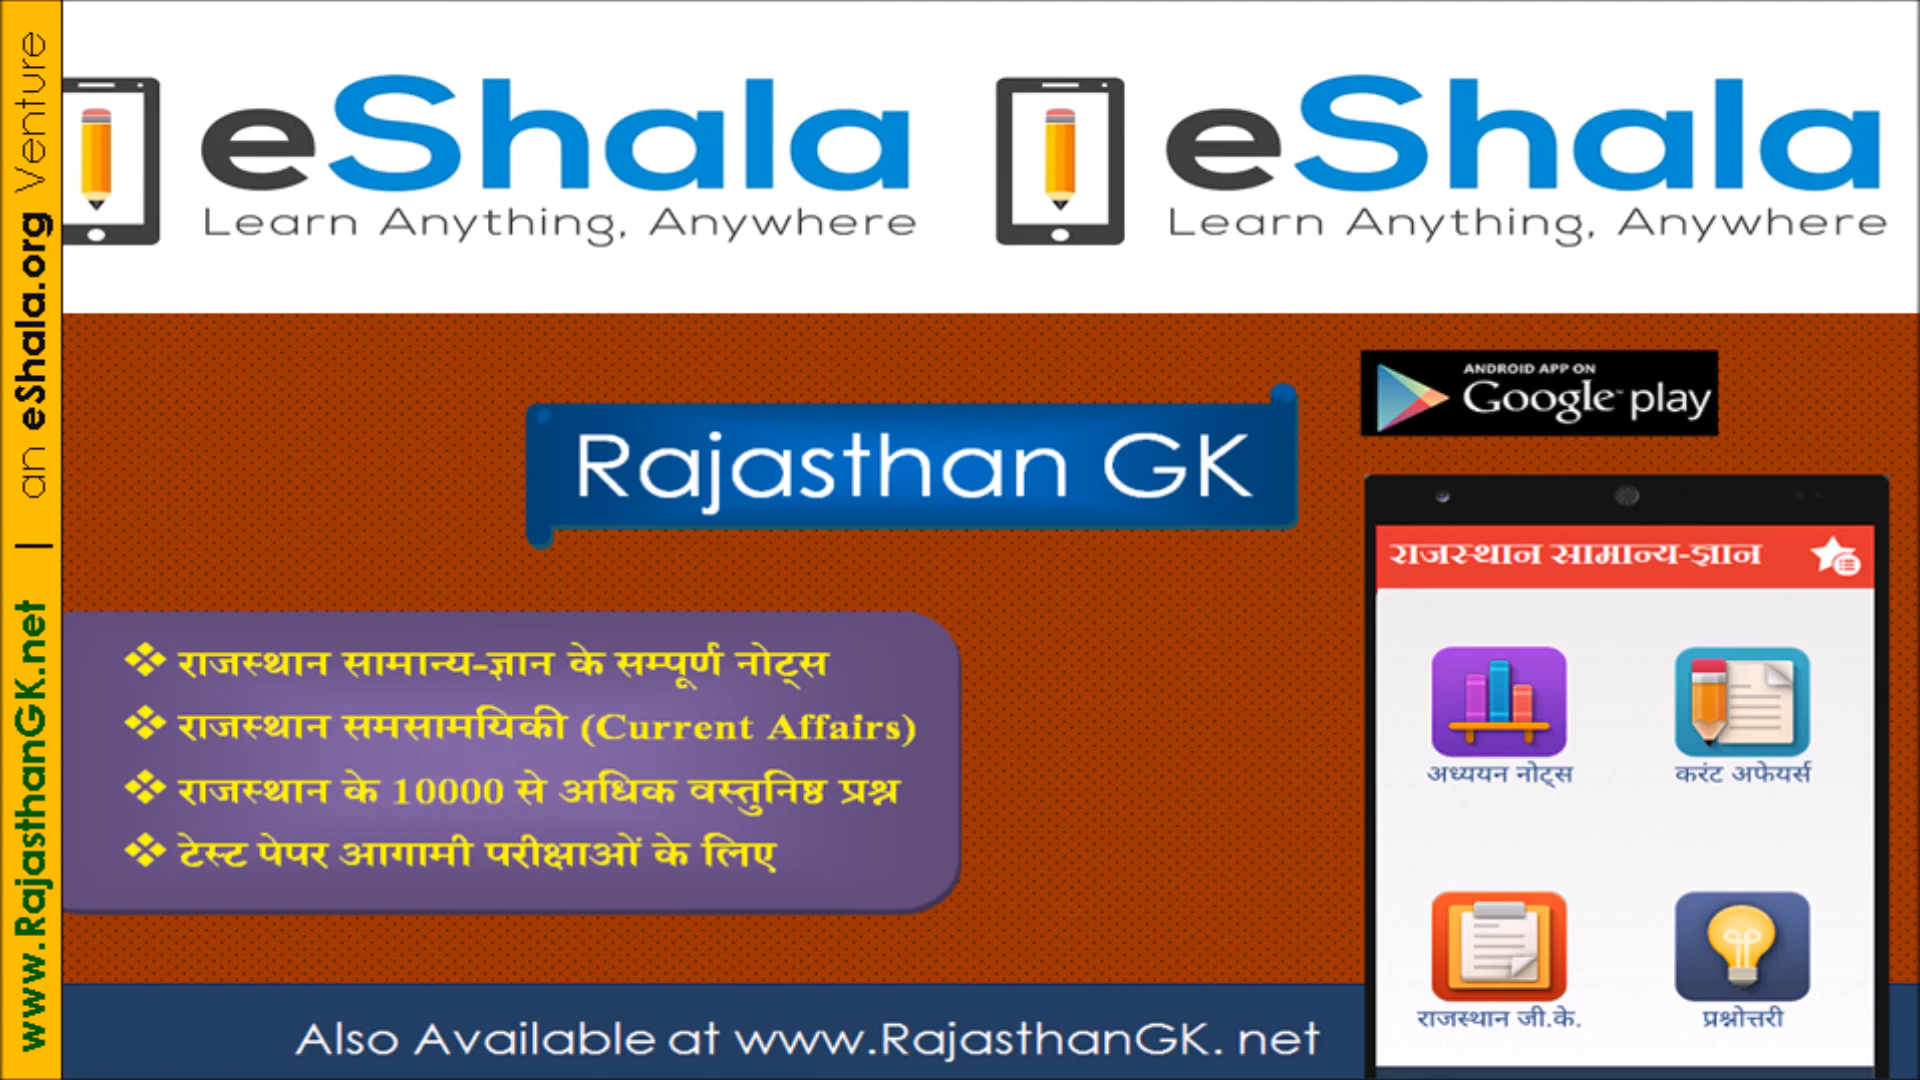 www.RajasthanGK.net | an eShala.org Venture
eShala
Learn Anything, Anywhere
eShala
Learn Anything, Anywhere
ANDROID APP ON
Google play
Rajasthan GK
❖ राजस्थान सामान्य-ज्ञान के सम्पूर्ण नोट्स
❖ राजस्थान समसामयिकी (Current Affairs)
❖ राजस्थान के 10000 से अधिक वस्तुनिष्ठ प्रश्न
❖ टेस्ट पेपर आगामी परीक्षाओं के लिए
राजस्थान सामान्य-ज्ञान
अध्ययन नोट्स
करंट अफेयर्स
राजस्थान जी.के.
प्रश्नोत्तरी
Also Available at www.RajasthanGK. net